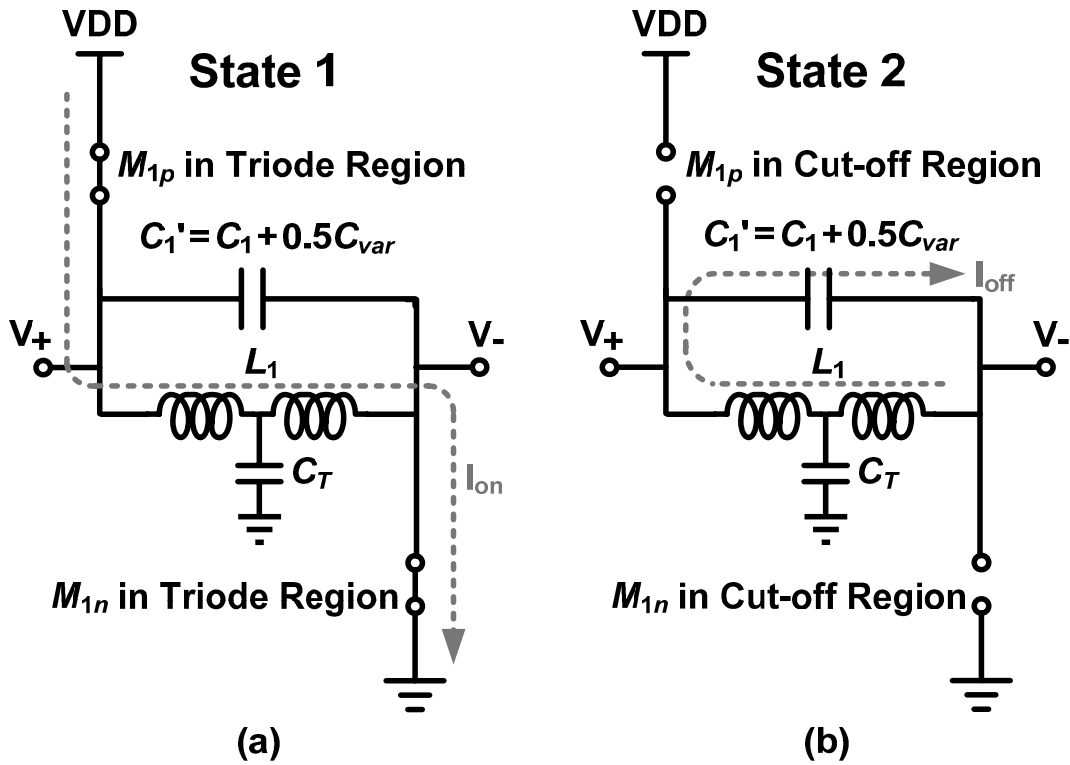 VDD
State 1
M1p in Triode Region
C1'=C1+0.5Cvar
V+
V-
L1
CT
Ion
M1n in Triode Region
(a)
VDD
State 2
M1p in Cut-off Region
C1'=C1+0.5Cvar
Ioff
V+
V-
L1
CT
M1n in Cut-off Region
(b)